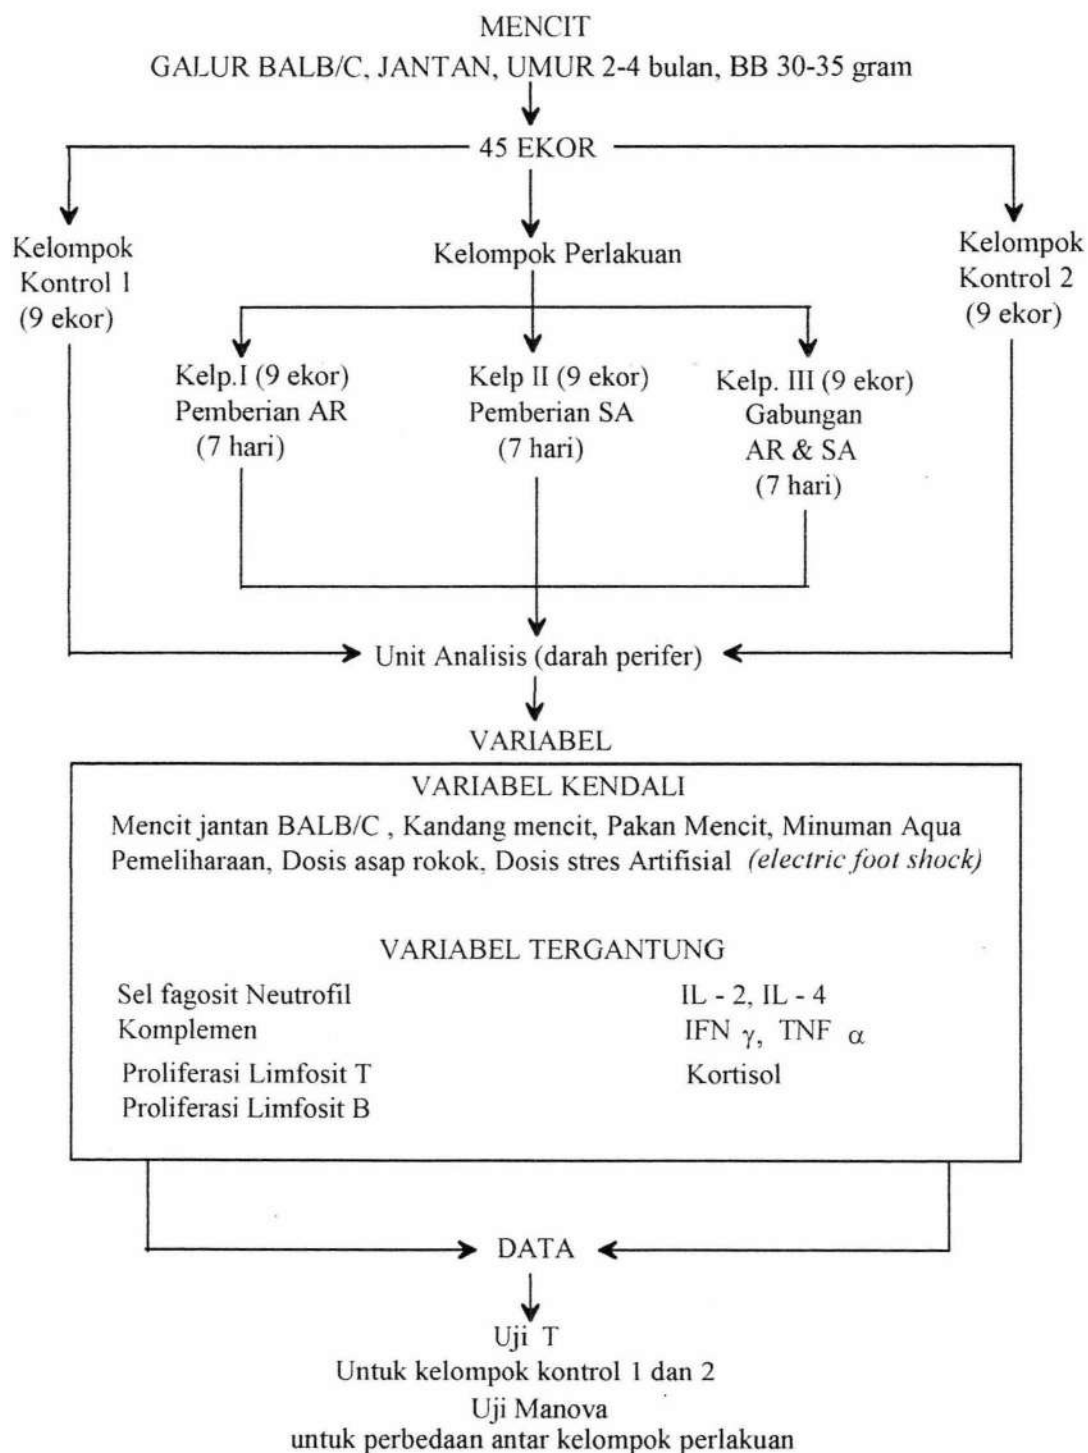 MENCIT
GALUR BALB/C, JANTAN, UMUR 2-4 bulan, BB 30-35 gram
45 EKOR
Kelompok
Kontrol 1
(9 ekor)
Kelompok Perlakuan
Kelompok
Kontrol 2
(9 ekor)
Kelp.I (9 ekor)
Pemberian AR
(7 hari)
Kelp II (9 ekor)
Pemberian SA
(7 hari)
Kelp. III (9 ekor)
Gabungan
AR & SA
(7 hari)
Unit Analisis (darah perifer)
VARIABEL
VARIABEL KENDALI
Mencit jantan BALB/C , Kandang mencit, Pakan Mencit, Minuman Aqua
Pemeliharaan, Dosis asap rokok, Dosis stres Artifisial (electric foot shock)
VARIABEL TERGANTUNG
Sel fagosit Neutrofil
Komplemen
Proliferasi Limfosit T
Proliferasi Limfosit B
IL - 2, IL - 4
IFN γ, TNF α
Kortisol
DATA
Uji T
Untuk kelompok kontrol 1 dan 2
Uji Manova
untuk perbedaan antar kelompok perlakuan